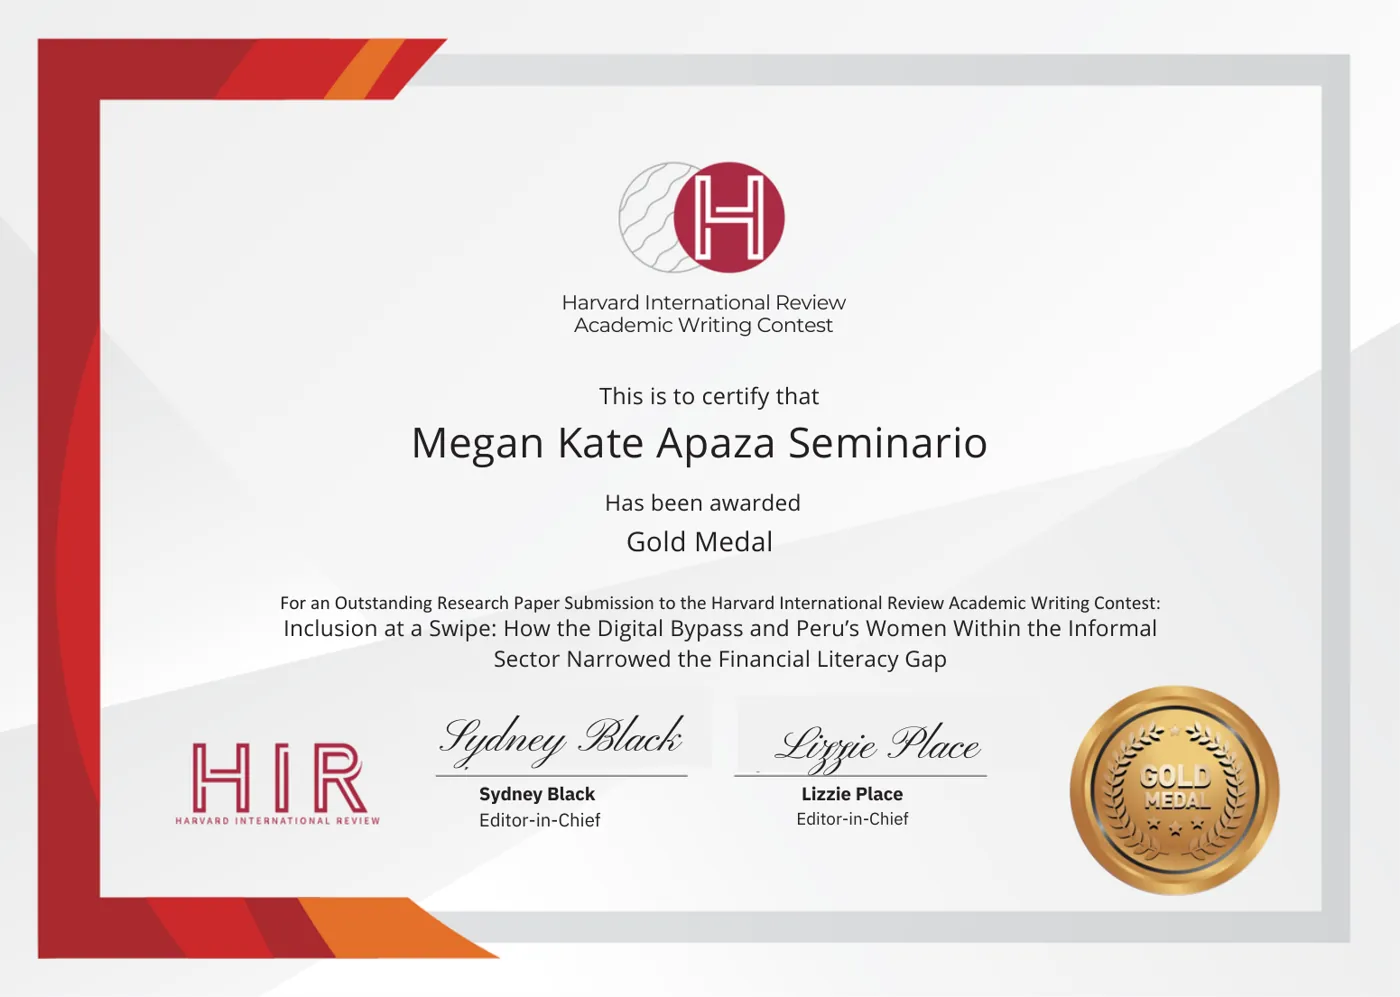 Harvard International Review
Academic Writing Contest
This is to certify that
Megan Kate Apaza Seminario
Has been awarded
Gold Medal
For an Outstanding Research Paper Submission to the Harvard International Review Academic Writing Contest:
Inclusion at a Swipe: How the Digital Bypass and Peru’s Women Within the Informal
Sector Narrowed the Financial Literacy Gap
HIR
HARVARD INTERNATIONAL REVIEW
Sydney Black
Sydney Black
Editor-in-Chief
Lizzie Place
Lizzie Place
Editor-in-Chief
GOLD
MEDAL